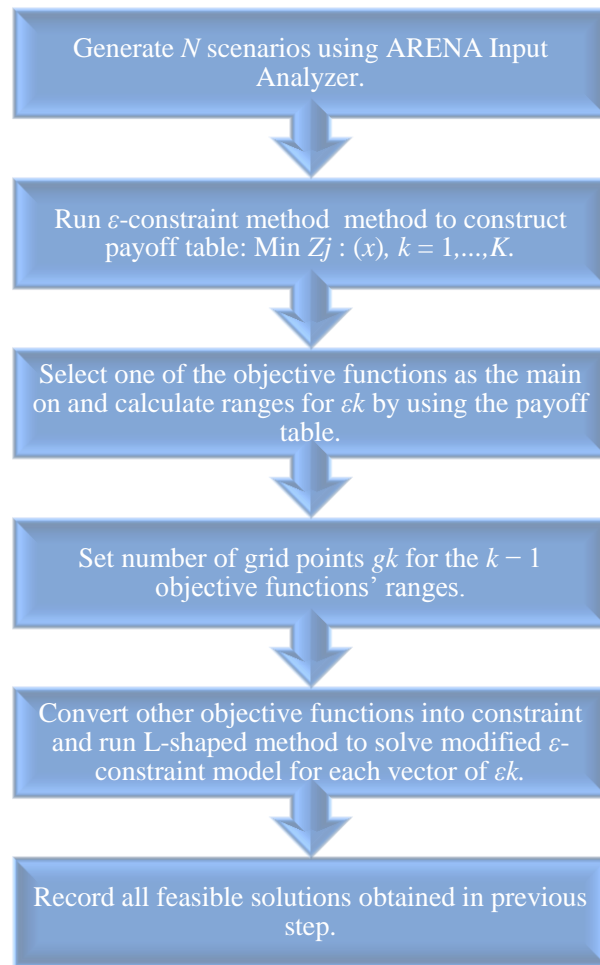 Generate N scenarios using ARENA Input
Analyzer.
Run ε-constraint method  method to construct
payoff table: Min Zj : (x), k = 1,...,K.
Select one of the objective functions as the main
on and calculate ranges for εk by using the payoff
table.
Set number of grid points gk for the k − 1
objective functions’ ranges.
Convert other objective functions into constraint
and run L-shaped method to solve modified ε-
constraint model for each vector of εk.
Record all feasible solutions obtained in previous
step.